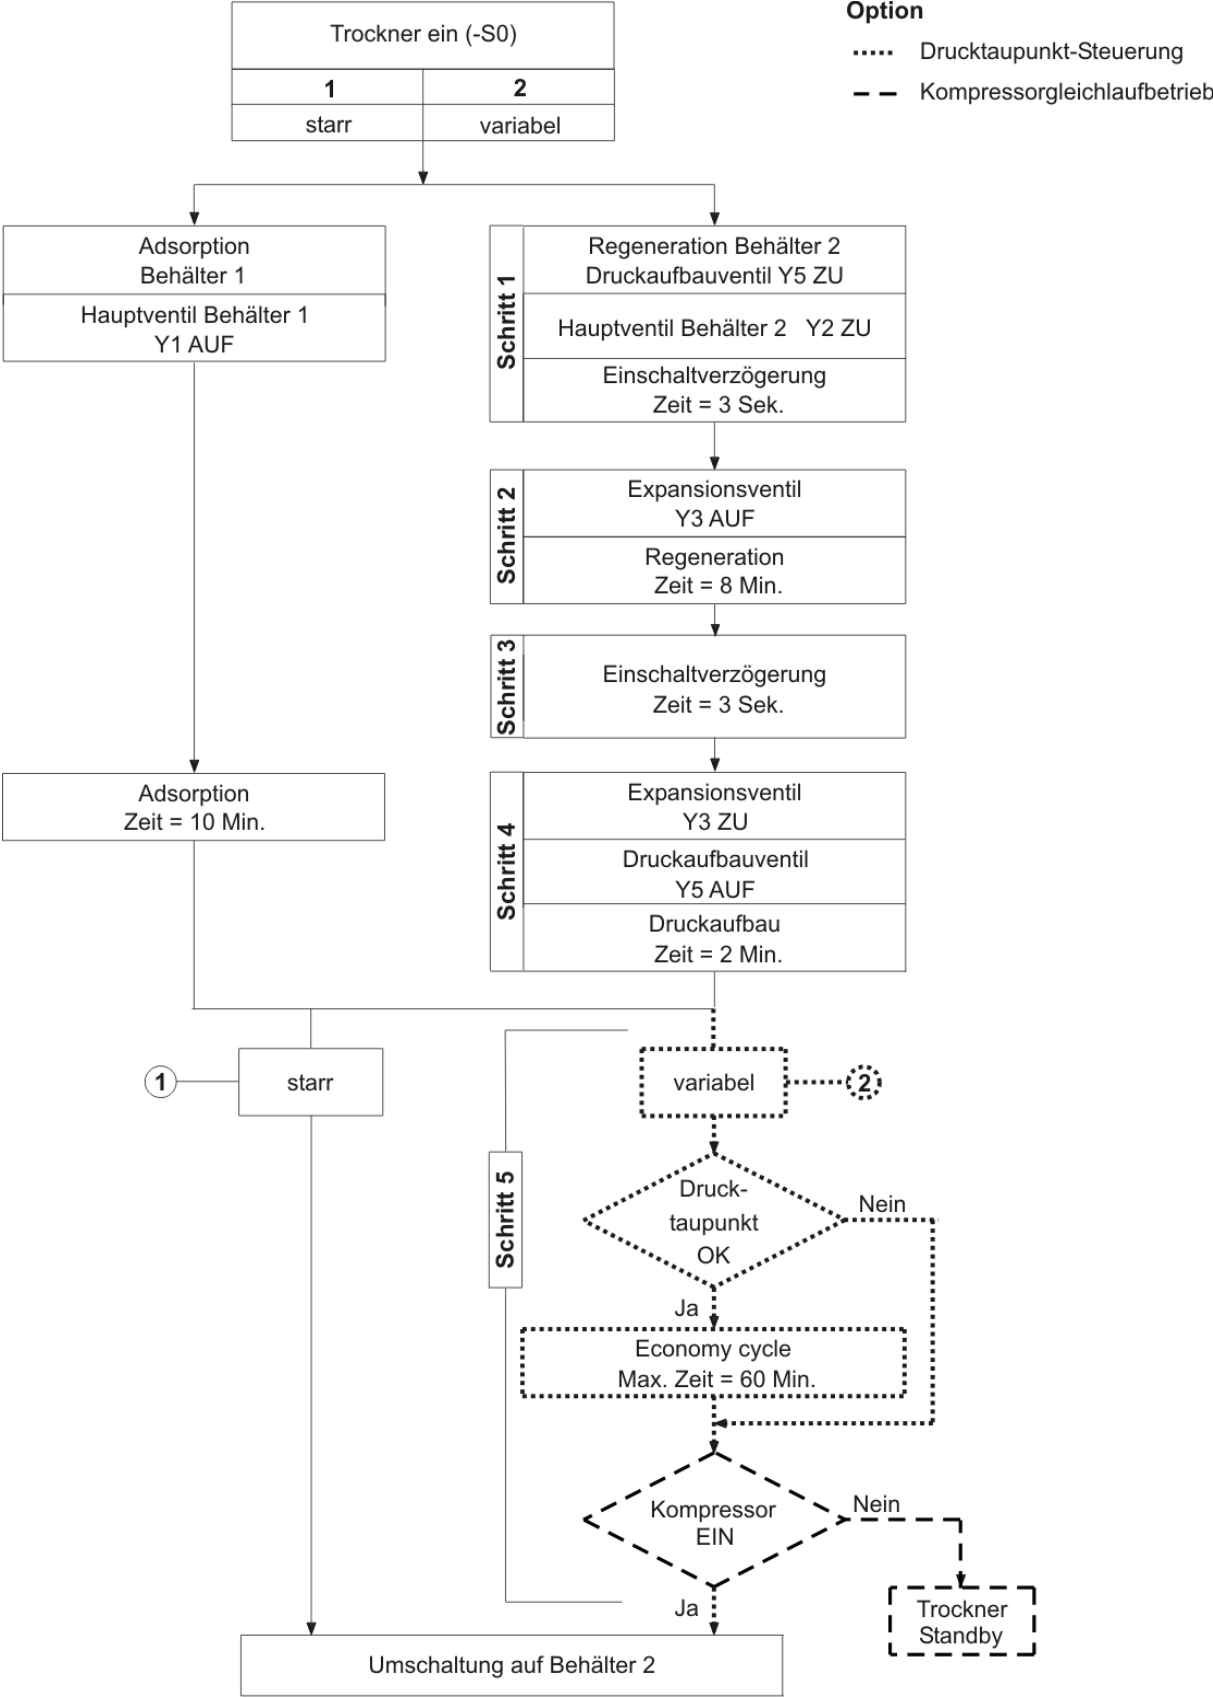 Option
Drucktaupunkt-Steuerung
Kompressorgleichlaufbetrieb
Trockner ein (-S0)
1
2
starr
variabel
Adsorption
Behälter 1
Hauptventil Behälter 1
Y1 AUF
Schritt 1
Regeneration Behälter 2
Druckaufbauventil Y5 ZU
Hauptventil Behälter 2 Y2 ZU
Einschaltverzögerung
Zeit = 3 Sek.
Schritt 2
Expansionsventil
Y3 AUF
Regeneration
Zeit = 8 Min.
Schritt 3
Einschaltverzögerung
Zeit = 3 Sek.
Adsorption
Zeit = 10 Min.
Schritt 4
Expansionsventil
Y3 ZU
Druckaufbauventil
Y5 AUF
Druckaufbau
Zeit = 2 Min.
1
starr
variabel
2
Schritt 5
Druck-
taupunkt
OK
Nein
Ja
Economy cycle
Max. Zeit = 60 Min.
Kompressor
EIN
Nein
Ja
Trockner
Standby
Umschaltung auf Behälter 2